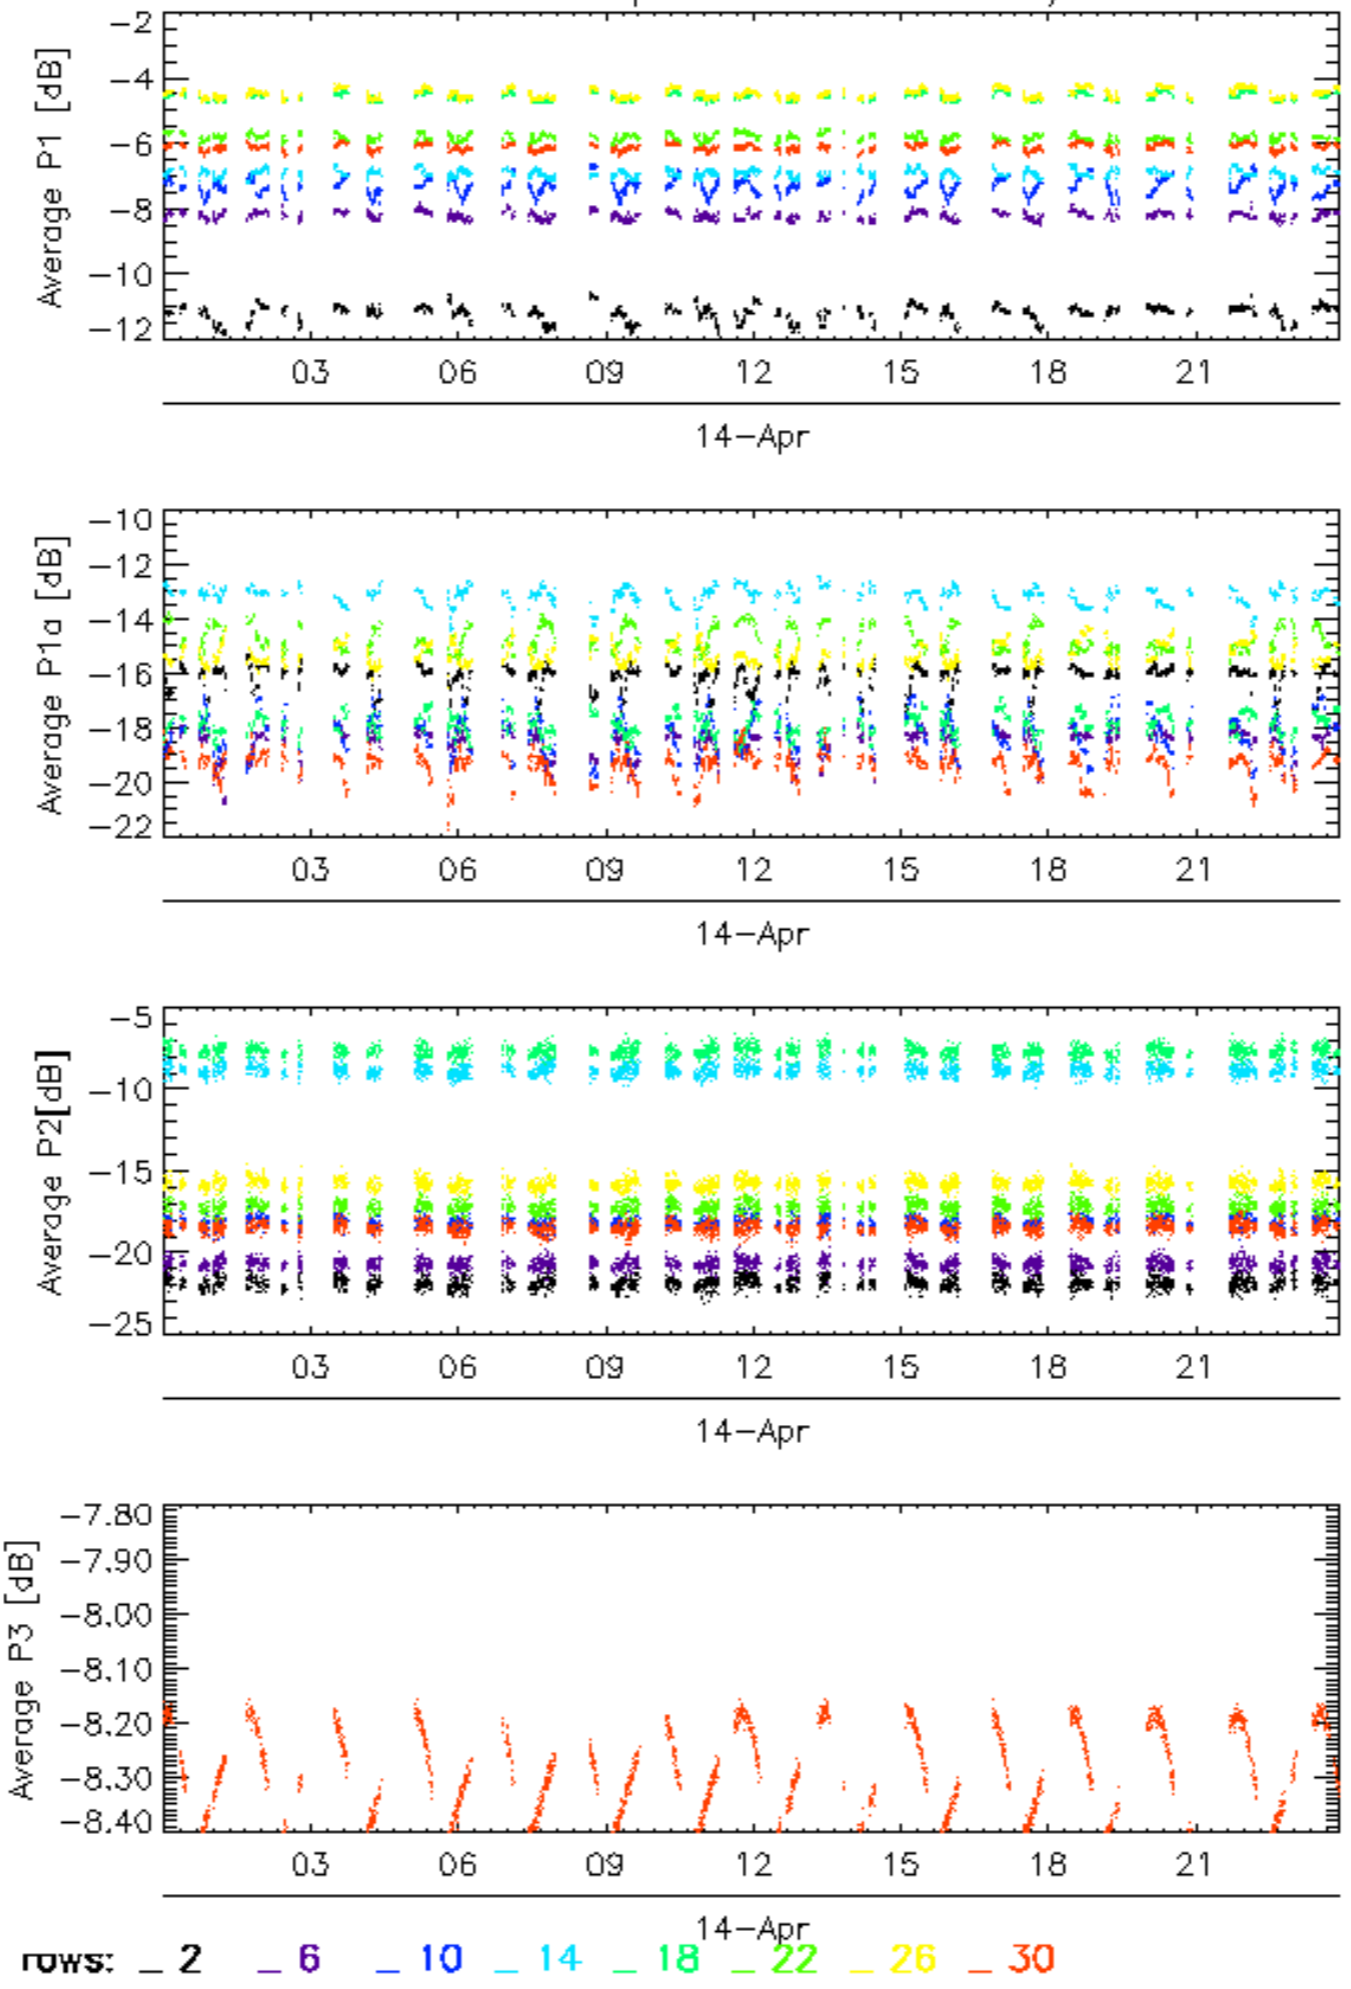 Average P1 [dB]
-2
-4
-6
-8
-10
-12
03 06 09 12 15 18 21
14-Apr
Average P1a [dB]
-10
-12
-14
-16
-18
-20
-22
03 06 09 12 15 18 21
14-Apr
Average P2[dB]
-5
-10
-15
-20
-25
03 06 09 12 15 18 21
14-Apr
Average P3 [dB]
-7.80
-7.90
-8.00
-8.10
-8.20
-8.30
-8.40
03 06 09 12 15 18 21
14-Apr
rows: _ 2 _ 6 _ 10 _ 14 _ 18 _ 22 _ 26 _ 30